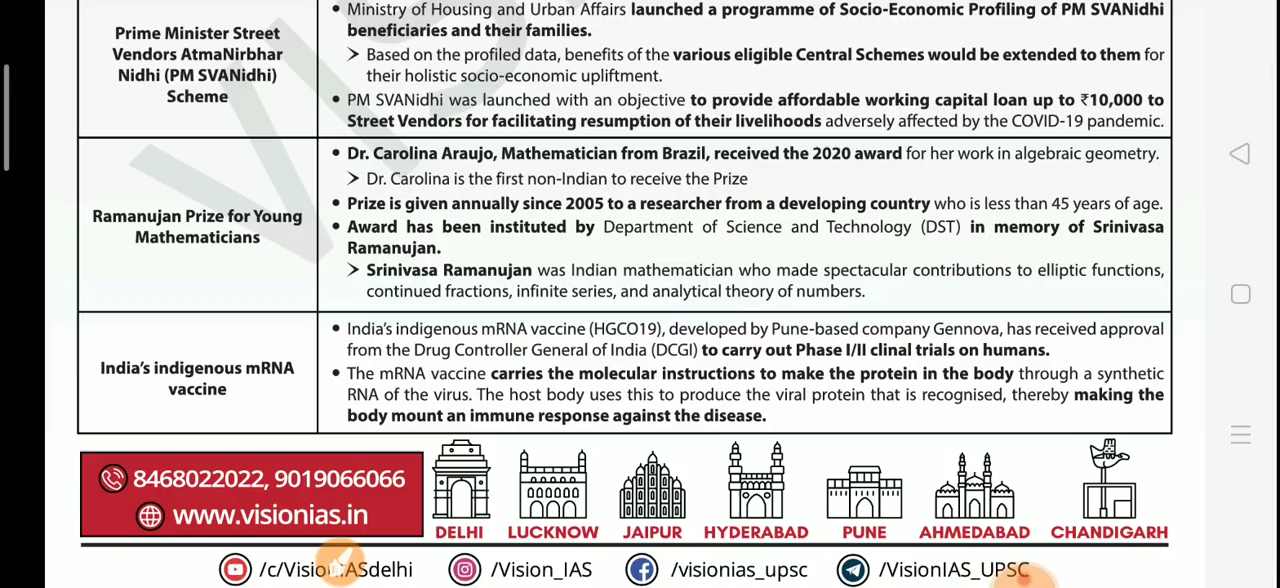 Prime Minister Street
Vendors AtmaNirbhar
Nidhi (PM SVANidhi)
Scheme
• Ministry of Housing and Urban Affairs launched a programme of Socio-Economic Profiling of PM SVANidhi
beneficiaries and their families.
➤ Based on the profiled data, benefits of the various eligible Central Schemes would be extended to them for
their holistic socio-economic upliftment.
• PM SVANidhi was launched with an objective to provide affordable working capital loan up to ₹10,000 to
Street Vendors for facilitating resumption of their livelihoods adversely affected by the COVID-19 pandemic.
Ramanujan Prize for Young
Mathematicians
• Dr. Carolina Araujo, Mathematician from Brazil, received the 2020 award for her work in algebraic geometry.
➤ Dr. Carolina is the first non-Indian to receive the Prize
• Prize is given annually since 2005 to a researcher from a developing country who is less than 45 years of age.
• Award has been instituted by Department of Science and Technology (DST) in memory of Srinivasa
Ramanujan.
➤ Srinivasa Ramanujan was Indian mathematician who made spectacular contributions to elliptic functions,
continued fractions, infinite series, and analytical theory of numbers.
India's indigenous mRNA
vaccine
• India's indigenous mRNA vaccine (HGCO19), developed by Pune-based company Gennova, has received approval
from the Drug Controller General of India (DCGI) to carry out Phase I/II clinal trials on humans.
• The mRNA vaccine carries the molecular instructions to make the protein in the body through a synthetic
RNA of the virus. The host body uses this to produce the viral protein that is recognised, thereby making the
body mount an immune response against the disease.
8468022022, 9019066066
www.visionias.in
DELHI LUCKNOW JAIPUR HYDERABAD PUNE AHMEDABAD CHANDIGARH
/c/VisionIASdelhi /Vision_IAS /visionias_upsc /VisionIAS_UPSC